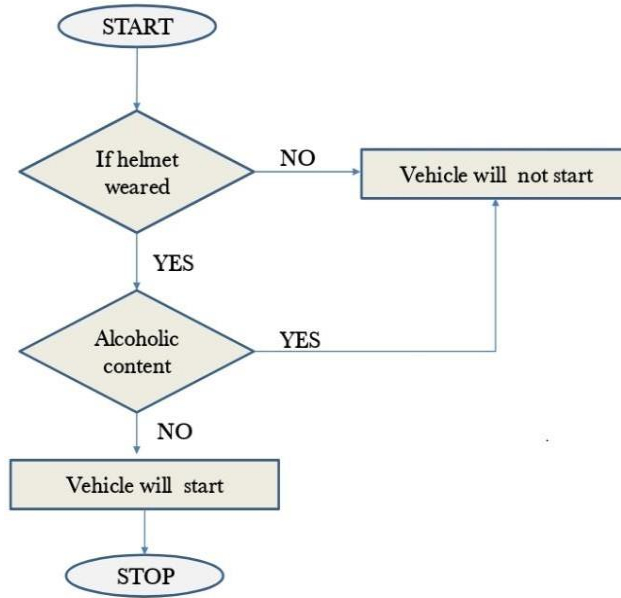 START
If helmet
weared
NO
Vehicle will not start
YES
Alcoholic
content
YES
NO
Vehicle will start
STOP